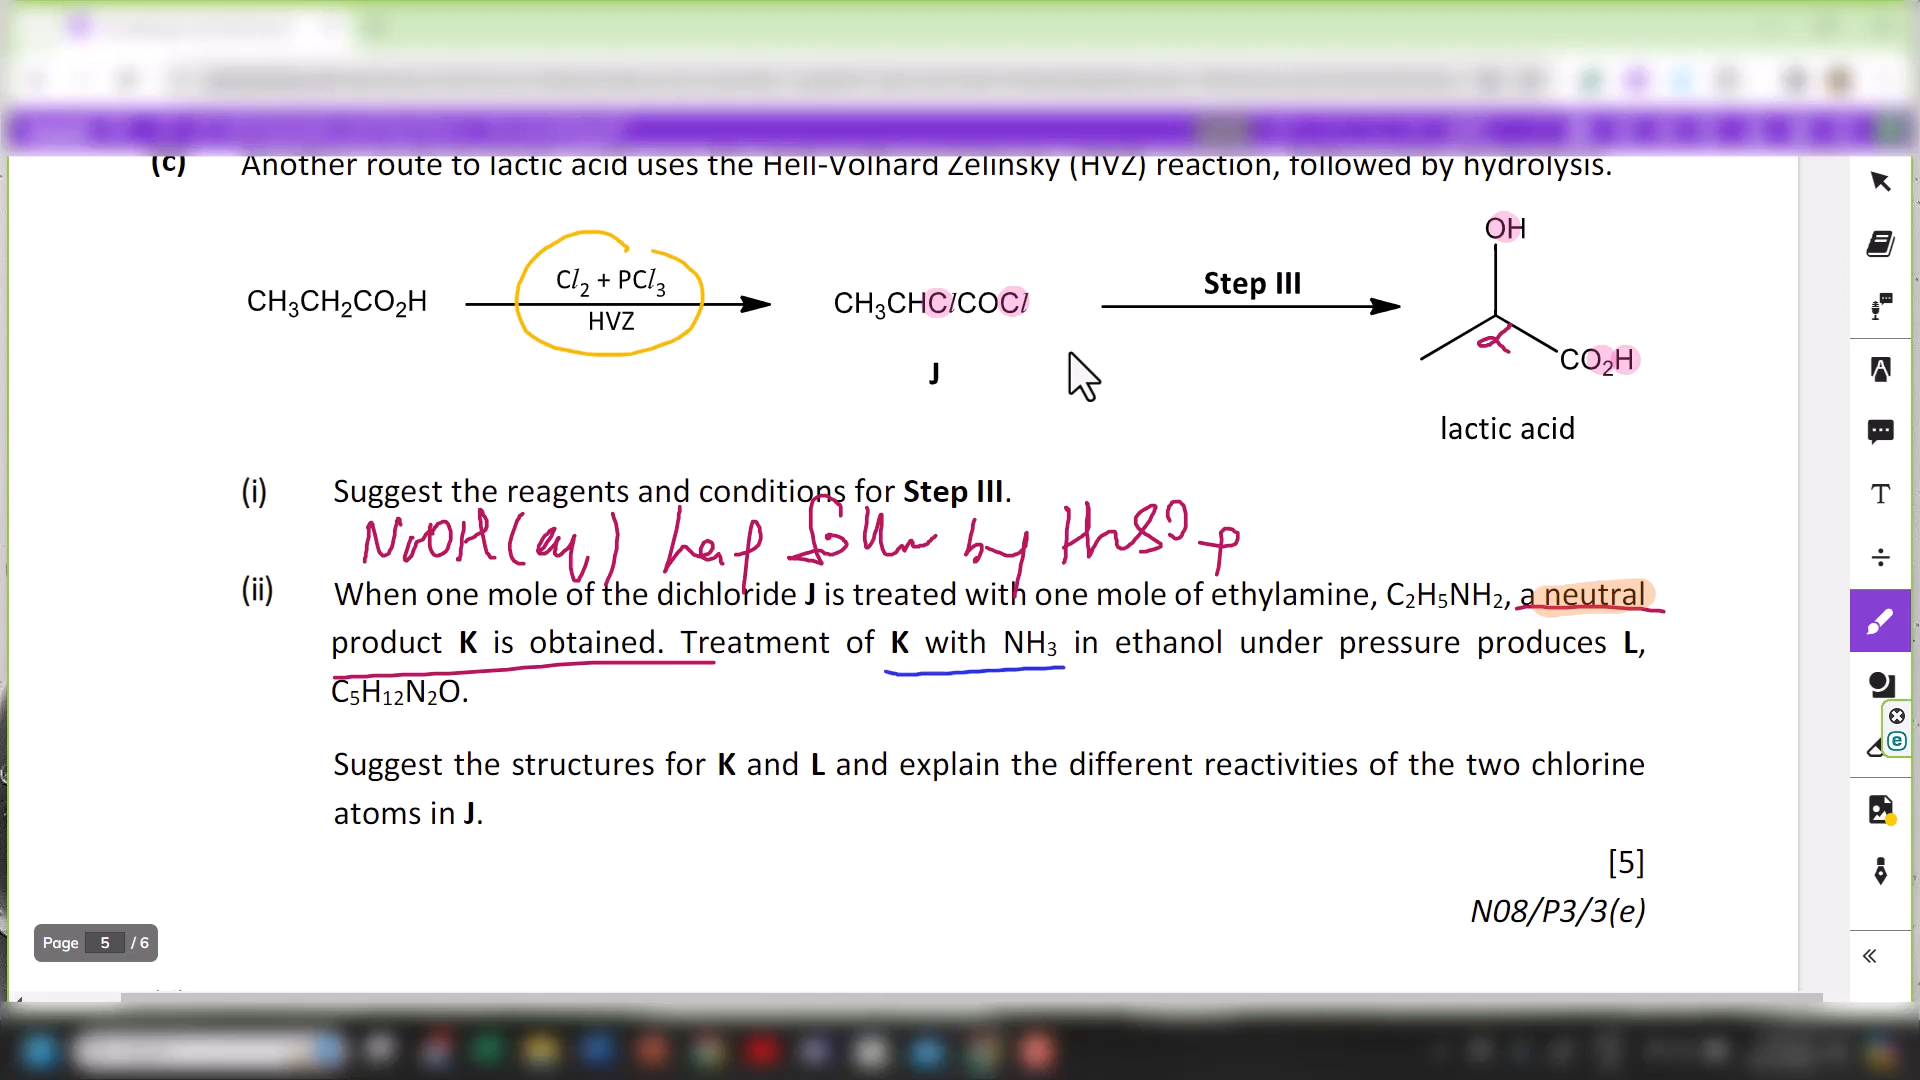 (c) Another route to lactic acid uses the Hell-Volhard Zelinsky (HVZ) reaction, followed by hydrolysis.
OH
Cl₂ + PCl₃
CH₃CH₂CO₂H
HVZ
CH₃CHClCOCl
Step III
α
CO₂H
J
lactic acid
(i) Suggest the reagents and conditions for Step III.
NaOH(aq) by H₂SO₄
(ii) When one mole of the dichloride J is treated with one mole of ethylamine, C₂H₅NH₂, a neutral
product K is obtained. Treatment of K with NH₃ in ethanol under pressure produces L,
C₅H₁₂N₂O.
Suggest the structures for K and L and explain the different reactivities of the two chlorine
atoms in J.
[5]
N08/P3/3(e)
Page 5 / 6